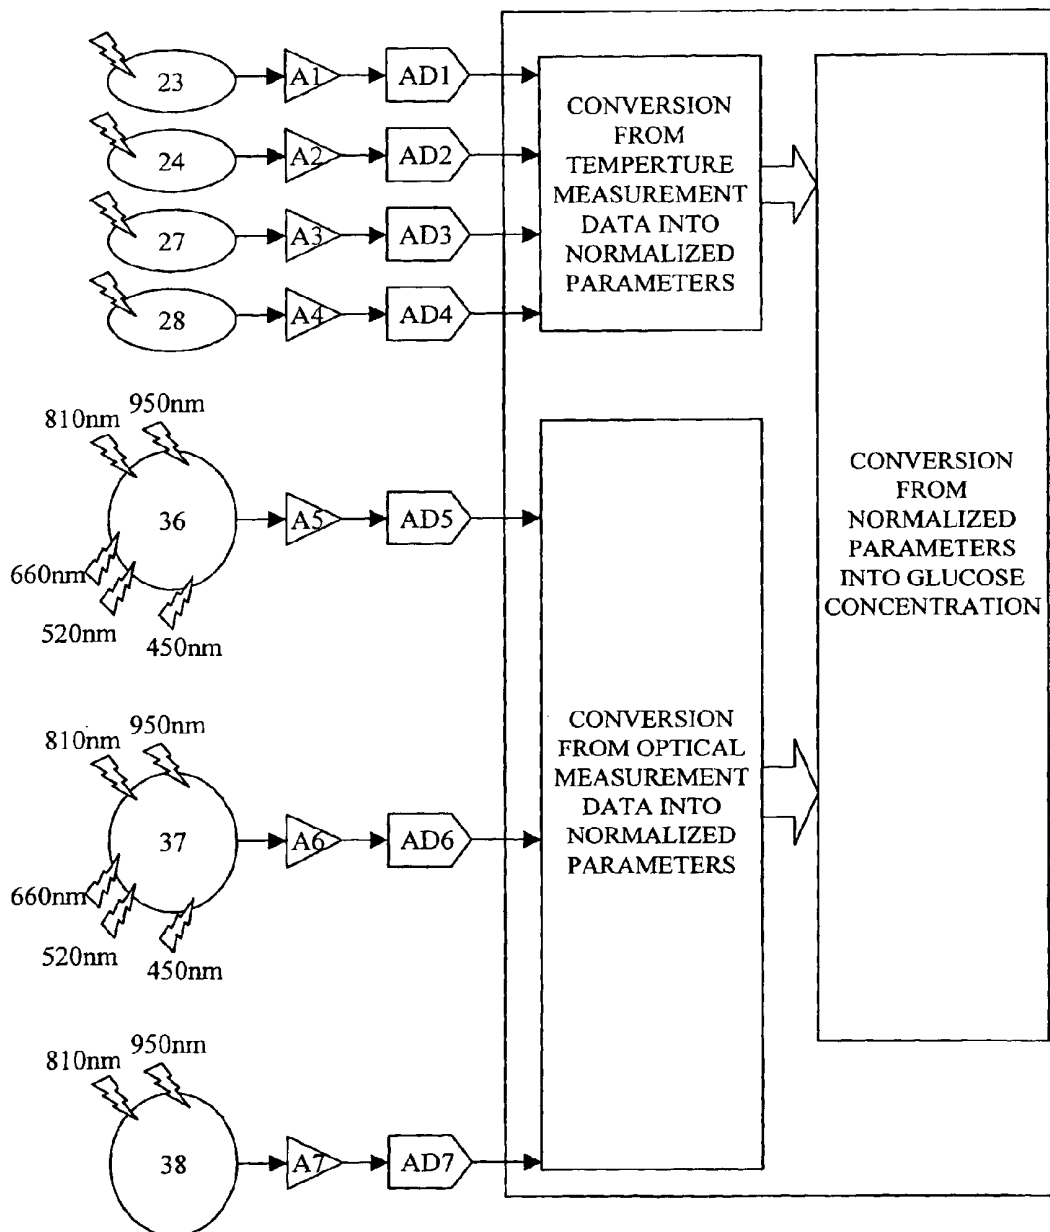 23
A1
AD1
24
A2
AD2
27
A3
AD3
28
A4
AD4
CONVERSION
FROM
TEMPERTURE
MEASUREMENT
DATA INTO
NORMALIZED
PARAMETERS
810nm
950nm
36
660nm
520nm
450nm
A5
AD5
810nm
950nm
37
660nm
520nm
450nm
A6
AD6
810nm
950nm
38
A7
AD7
CONVERSION
FROM OPTICAL
MEASUREMENT
DATA INTO
NORMALIZED
PARAMETERS
CONVERSION
FROM
NORMALIZED
PARAMETERS
INTO GLUCOSE
CONCENTRATION